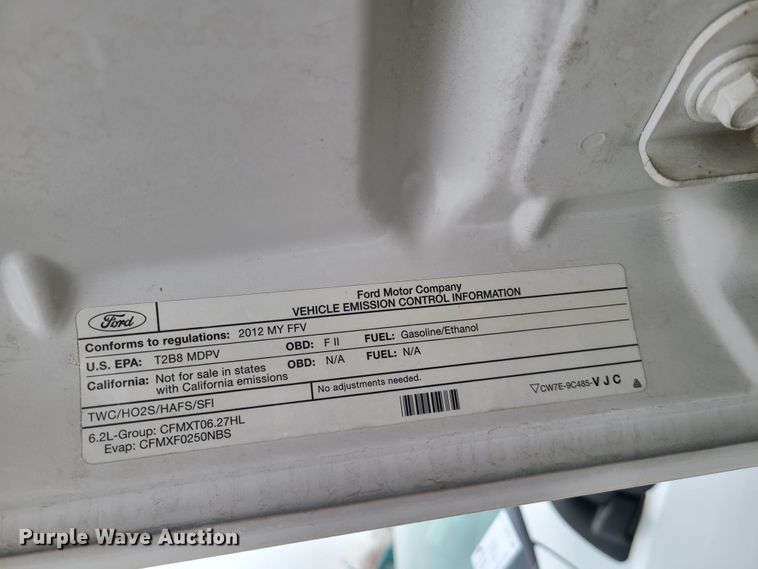 Ford Motor Company
VEHICLE EMISSION CONTROL INFORMATION
Ford
Conforms to regulations: 2012 MY FFV
U.S. EPA: T2B8 MDPV OBD: F II FUEL: Gasoline/Ethanol
California: Not for sale in states with California emissions OBD: N/A FUEL: N/A
TWC/HO2S/HAFS/SFI No adjustments needed.
6.2L-Group: CFMXT06.27HL
Evap: CFMXF0250NBS
CW7E-9C485-VJC
Purple Wave Auction